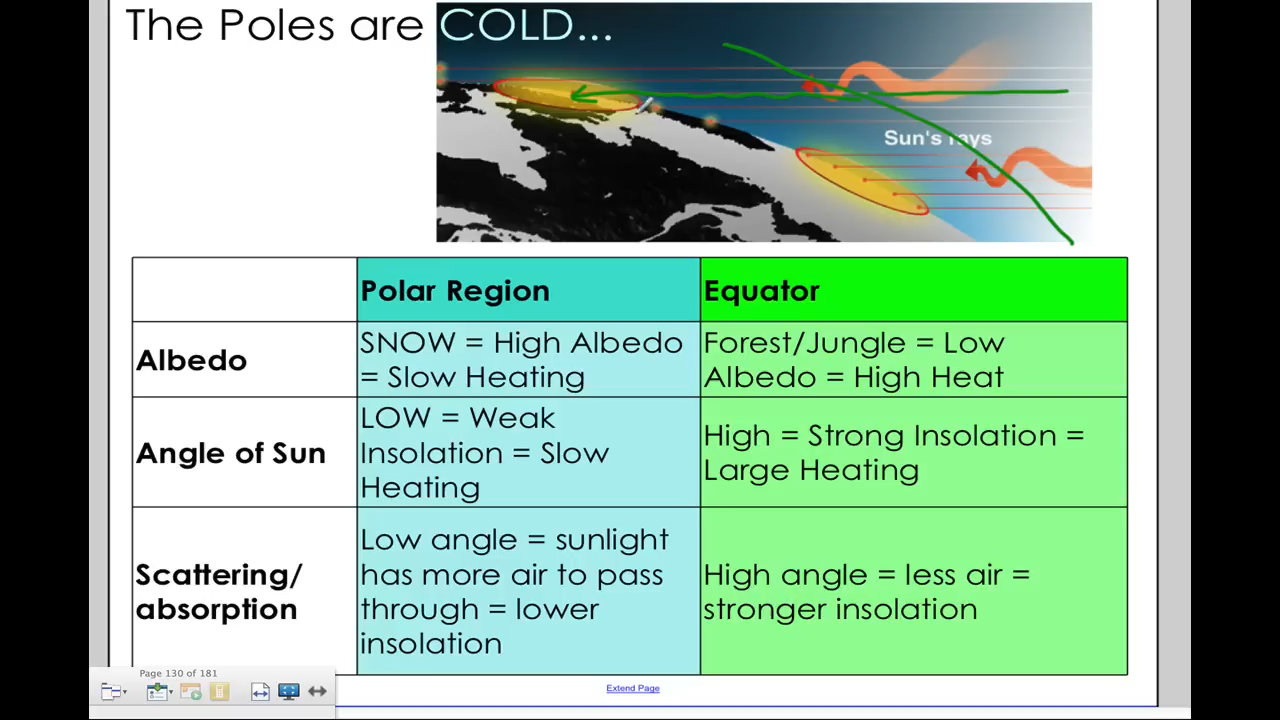 The Poles are COLD...
Sun's rays
Polar Region
Equator
Albedo
SNOW = High Albedo
= Slow Heating
Forest/Jungle = Low
Albedo = High Heat
Angle of Sun
LOW = Weak
Insolation = Slow
Heating
High = Strong Insolation =
Large Heating
Scattering/
absorption
Low angle = sunlight
has more air to pass
through = lower
insolation
High angle = less air =
stronger insolation
Page 130 of 181
Extend Page